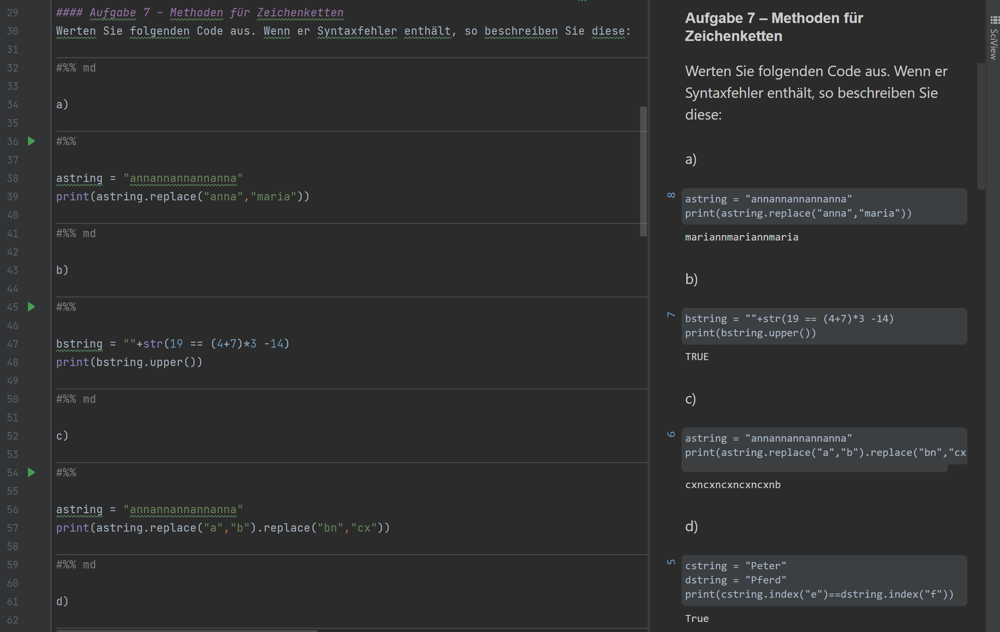 29 #### Aufgabe 7 – Methoden für Zeichenketten
30 Werten Sie folgenden Code aus. Wenn er Syntaxfehler enthält, so beschreiben Sie diese:
31
32 #%% md
33
34 a)
35
36 #%%
37
38 astring = "annannannannanna"
39 print(astring.replace("anna","maria"))
40
41 #%% md
42
43 b)
44
45 #%%
46
47 bstring = ""+str(19 == (4+7)*3 -14)
48 print(bstring.upper())
49
50 #%% md
51
52 c)
53
54 #%%
55
56 astring = "annannannannanna"
57 print(astring.replace("a","b").replace("bn","cx"))
58
59 #%% md
60
61 d)
62
Aufgabe 7 – Methoden für
Zeichenketten
Werten Sie folgenden Code aus. Wenn er
Syntaxfehler enthält, so beschreiben Sie
diese:
a)
8
astring = "annannannannanna"
print(astring.replace("anna","maria"))
mariannmariannmaria
b)
7
bstring = ""+str(19 == (4+7)*3 -14)
print(bstring.upper())
TRUE
c)
6
astring = "annannannannanna"
print(astring.replace("a","b").replace("bn","cx
cxncxncxncxncxnb
d)
5
cstring = "Peter"
dstring = "Pferd"
print(cstring.index("e")==dstring.index("f"))
True
SciView